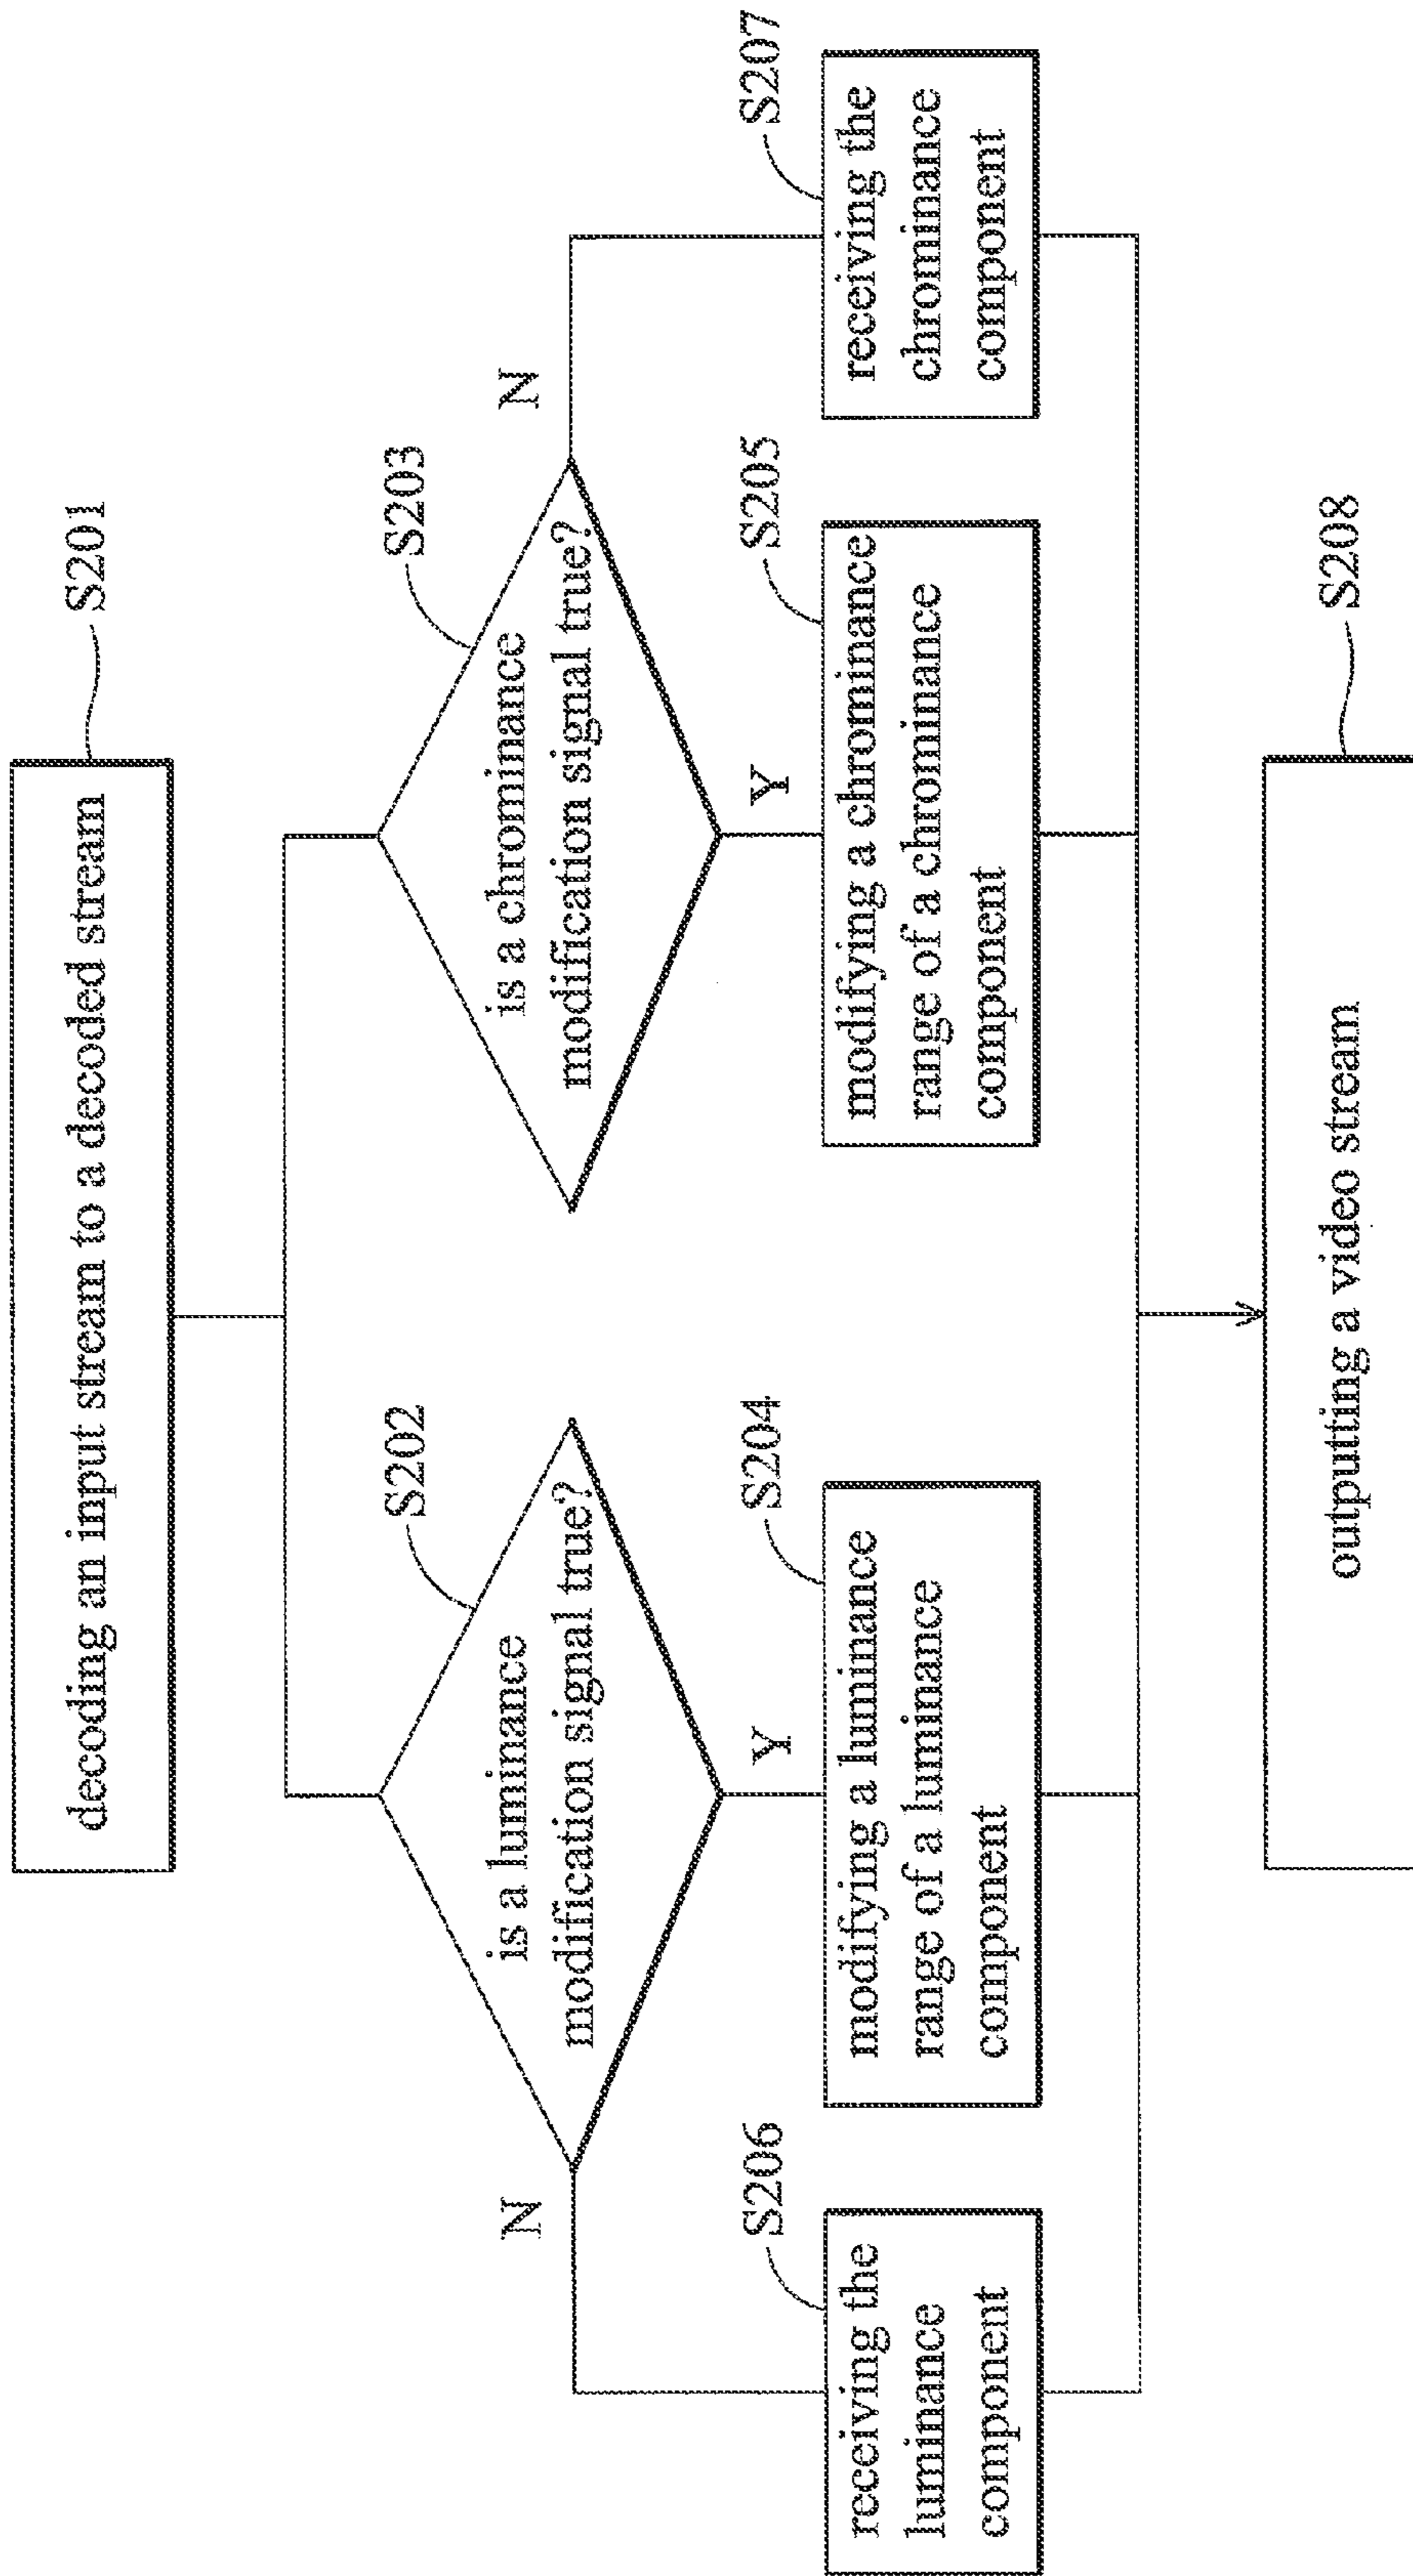 decoding an input stream to a decoded stream
S201
is a luminance
modification signal true?
S202
is a chrominance
modification signal true?
S203
N
Y
Y
N
receiving the
luminance
component
S206
modifying a luminance
range of a luminance
component
S204
modifying a chrominance
range of a chrominance
component
S205
receiving the
chrominance
component
S207
outputting a video stream
S208